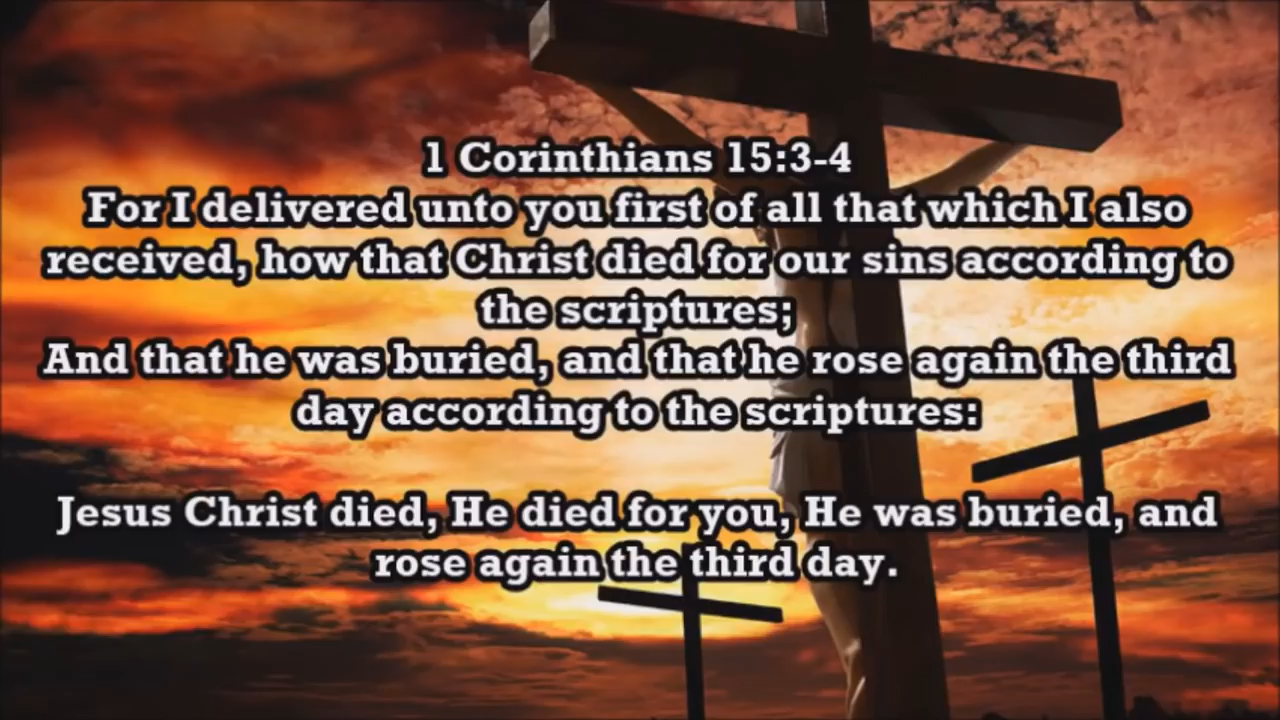 1 Corinthians 15:3-4
For I delivered unto you first of all that which I also
received, how that Christ died for our sins according to
the scriptures;
And that he was buried, and that he rose again the third
day according to the scriptures:
Jesus Christ died, He died for you, He was buried, and
rose again the third day.